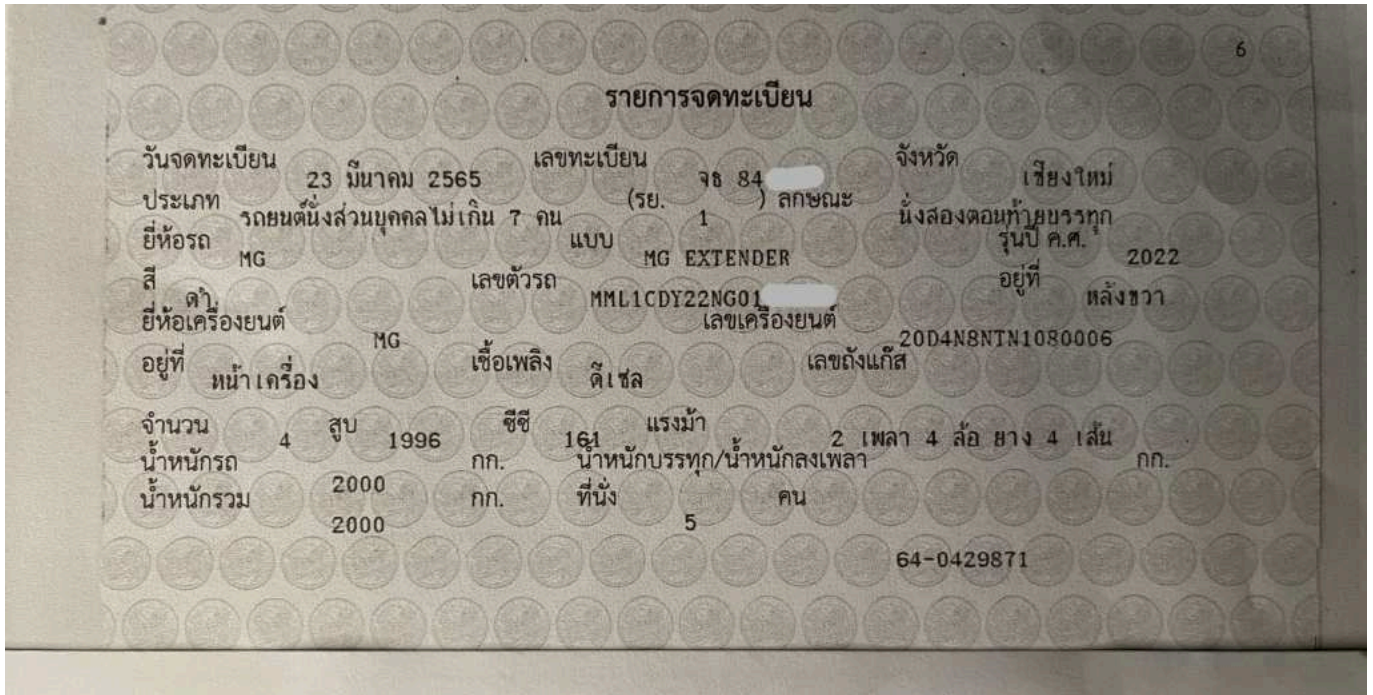 6
รายการจดทะเบียน
วันจดทะเบียน 23 มีนาคม 2565 เลขทะเบียน จธ 84 จังหวัด เชียงใหม่
ประเภท รถยนต์นั่งส่วนบุคคลไม่เกิน 7 คน (รย. 1 ) ลักษณะ นั่งสองตอนท้ายบรรทุก
ยี่ห้อรถ MG แบบ MG EXTENDER รุ่นปี ค.ศ. 2022
สี ดำ เลขตัวรถ MML1CDY22NG01 อยู่ที่ หลังขวา
ยี่ห้อเครื่องยนต์ MG เลขเครื่องยนต์ 20D4N8NTN1080006
อยู่ที่ หน้าเครื่อง เชื้อเพลิง ดีเซล เลขถังแก๊ส
จำนวน 4 สูบ 1996 ซีซี 161 แรงม้า 2 เพลา 4 ล้อ ยาง 4 เส้น
น้ำหนักรถ 2000 กก. น้ำหนักบรรทุก/น้ำหนักลงเพลา กก.
น้ำหนักรวม 2000 กก. ที่นั่ง 5 คน
64-0429871